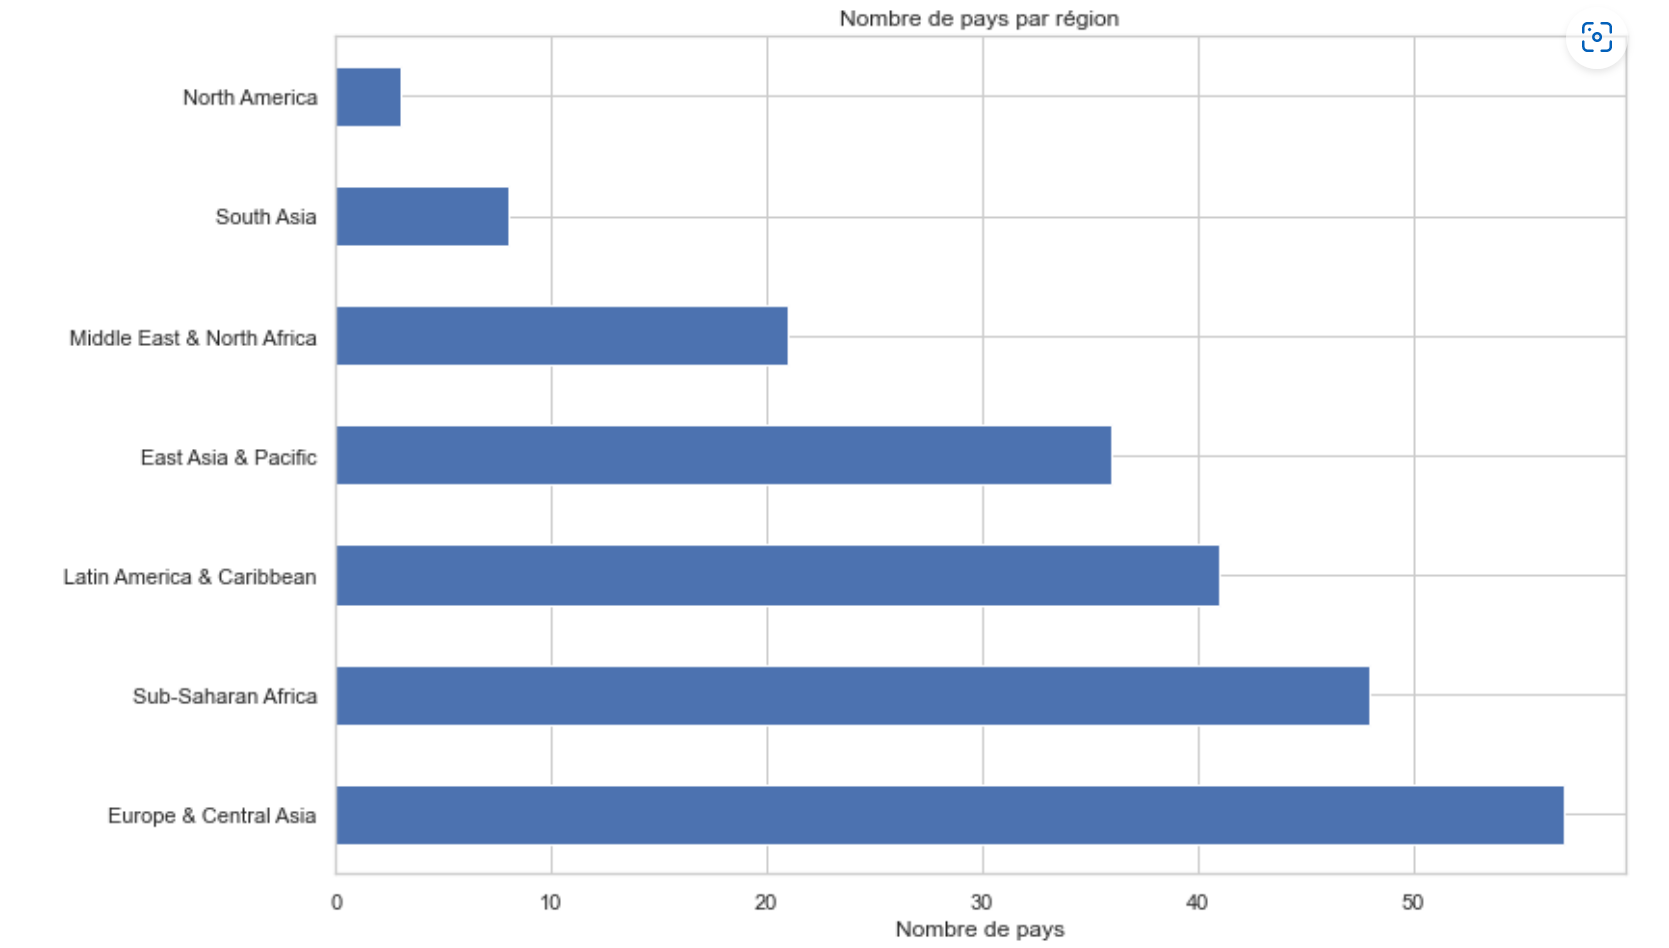 Nombre de pays par région
North America
South Asia
Middle East & North Africa
East Asia & Pacific
Latin America & Caribbean
Sub-Saharan Africa
Europe & Central Asia
0 10 20 30 40 50
Nombre de pays